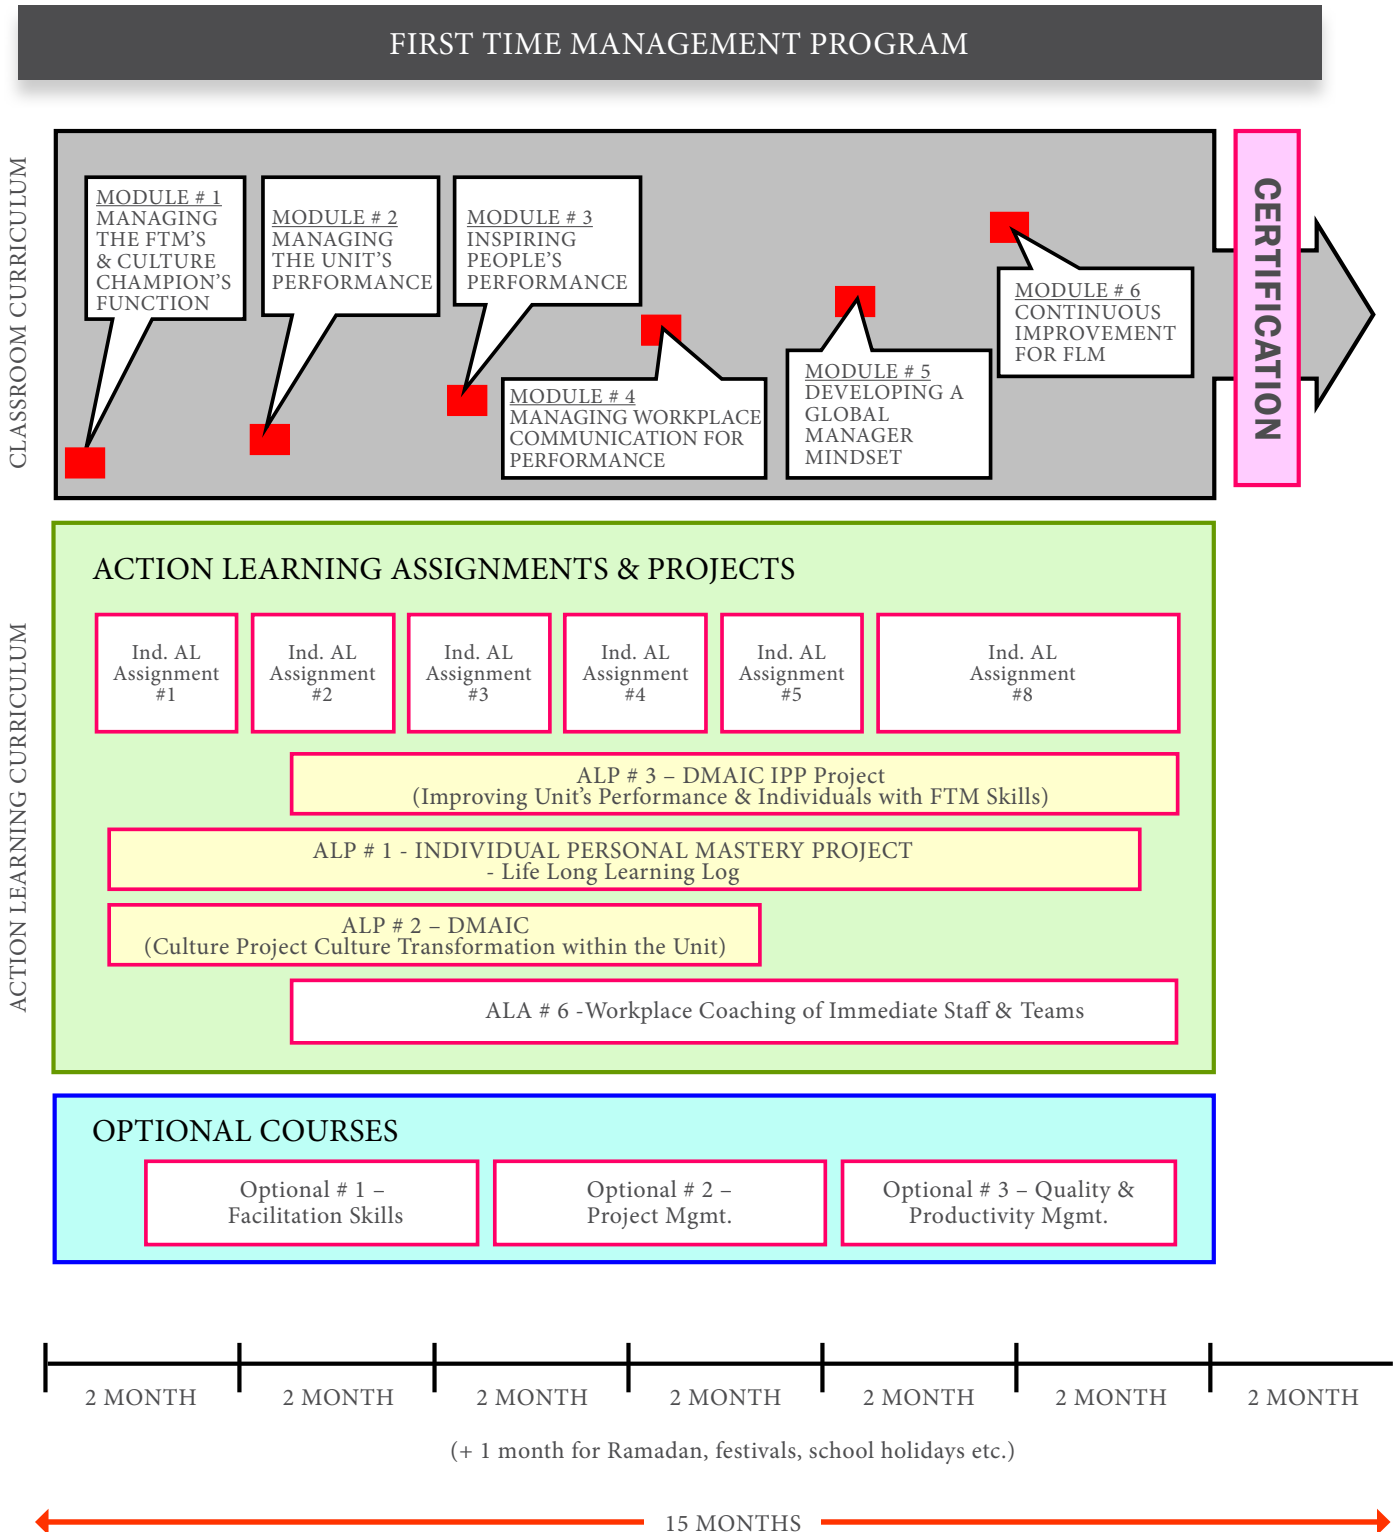 FIRST TIME MANAGEMENT PROGRAM
CLASSROOM CURRICULUM
MODULE # 1
MANAGING
THE FTM'S
& CULTURE
CHAMPION'S
FUNCTION
MODULE # 2
MANAGING
THE UNIT'S
PERFORMANCE
MODULE # 3
INSPIRING
PEOPLE'S
PERFORMANCE
MODULE # 4
MANAGING WORKPLACE
COMMUNICATION FOR
PERFORMANCE
MODULE # 5
DEVELOPING A
GLOBAL
MANAGER
MINDSET
MODULE # 6
CONTINUOUS
IMPROVEMENT
FOR FLM
CERTIFICATION
ACTION LEARNING CURRICULUM
ACTION LEARNING ASSIGNMENTS & PROJECTS
Ind. AL
Assignment
#1
Ind. AL
Assignment
#2
Ind. AL
Assignment
#3
Ind. AL
Assignment
#4
Ind. AL
Assignment
#5
Ind. AL
Assignment
#8
ALP # 3 – DMAIC IPP Project
(Improving Unit's Performance & Individuals with FTM Skills)
ALP # 1 - INDIVIDUAL PERSONAL MASTERY PROJECT
- Life Long Learning Log
ALP # 2 – DMAIC
(Culture Project Culture Transformation within the Unit)
ALA # 6 -Workplace Coaching of Immediate Staff & Teams
OPTIONAL COURSES
Optional # 1 –
Facilitation Skills
Optional # 2 –
Project Mgmt.
Optional # 3 – Quality &
Productivity Mgmt.
2 MONTH
2 MONTH
2 MONTH
2 MONTH
2 MONTH
2 MONTH
2 MONTH
(+ 1 month for Ramadan, festivals, school holidays etc.)
15 MONTHS